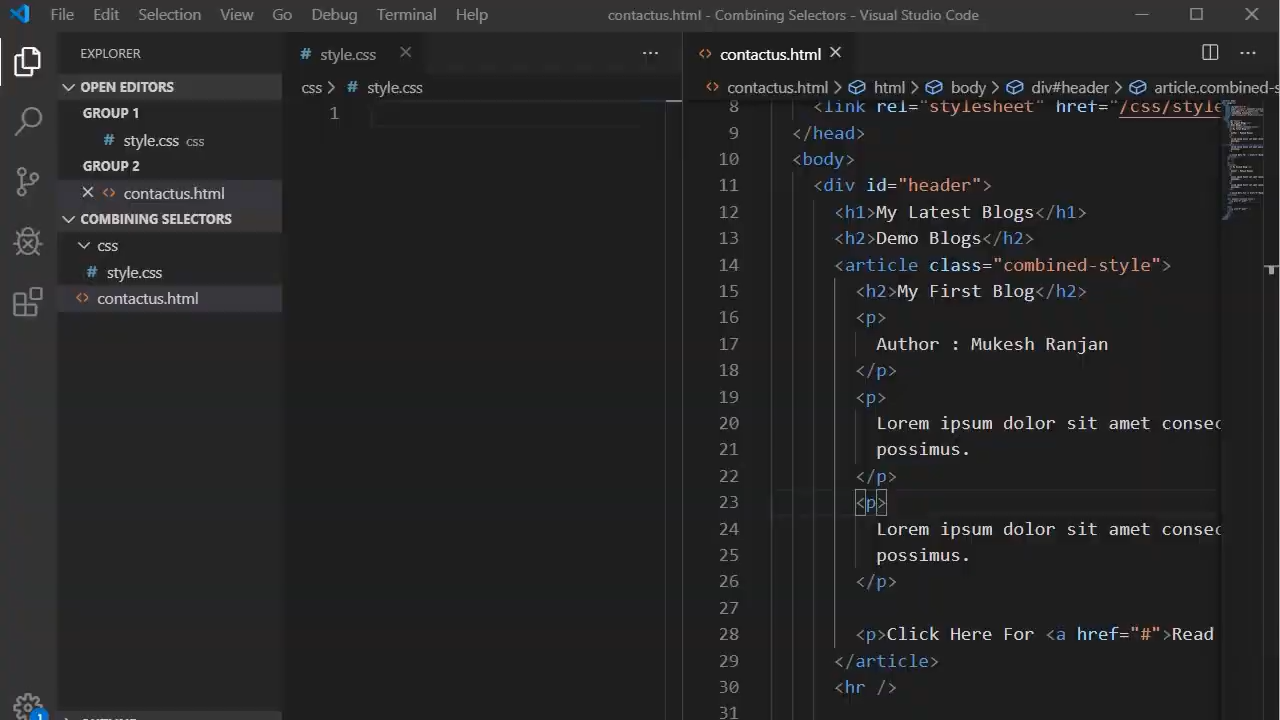 File Edit Selection View Go Debug Terminal Help
contactus.html - Combining Selectors - Visual Studio Code
EXPLORER
OPEN EDITORS
GROUP 1
# style.css css
GROUP 2
contactus.html
COMBINING SELECTORS
css
# style.css
contactus.html
1
# style.css
css > # style.css
1
contactus.html
contactus.html > html > body > div#header > article.combined-s
8 <link rel="stylesheet" href="/css/style
9 </head>
10 <body>
11 <div id="header">
12 <h1>My Latest Blogs</h1>
13 <h2>Demo Blogs</h2>
14 <article class="combined-style">
15 <h2>My First Blog</h2>
16 <p>
17 Author : Mukesh Ranjan
18 </p>
19 <p>
20 Lorem ipsum dolor sit amet consec
21 possimus.
22 </p>
23 <p>
24 Lorem ipsum dolor sit amet consec
25 possimus.
26 </p>
27
28 <p>Click Here For <a href="#">Read
29 </article>
30 <hr />
31